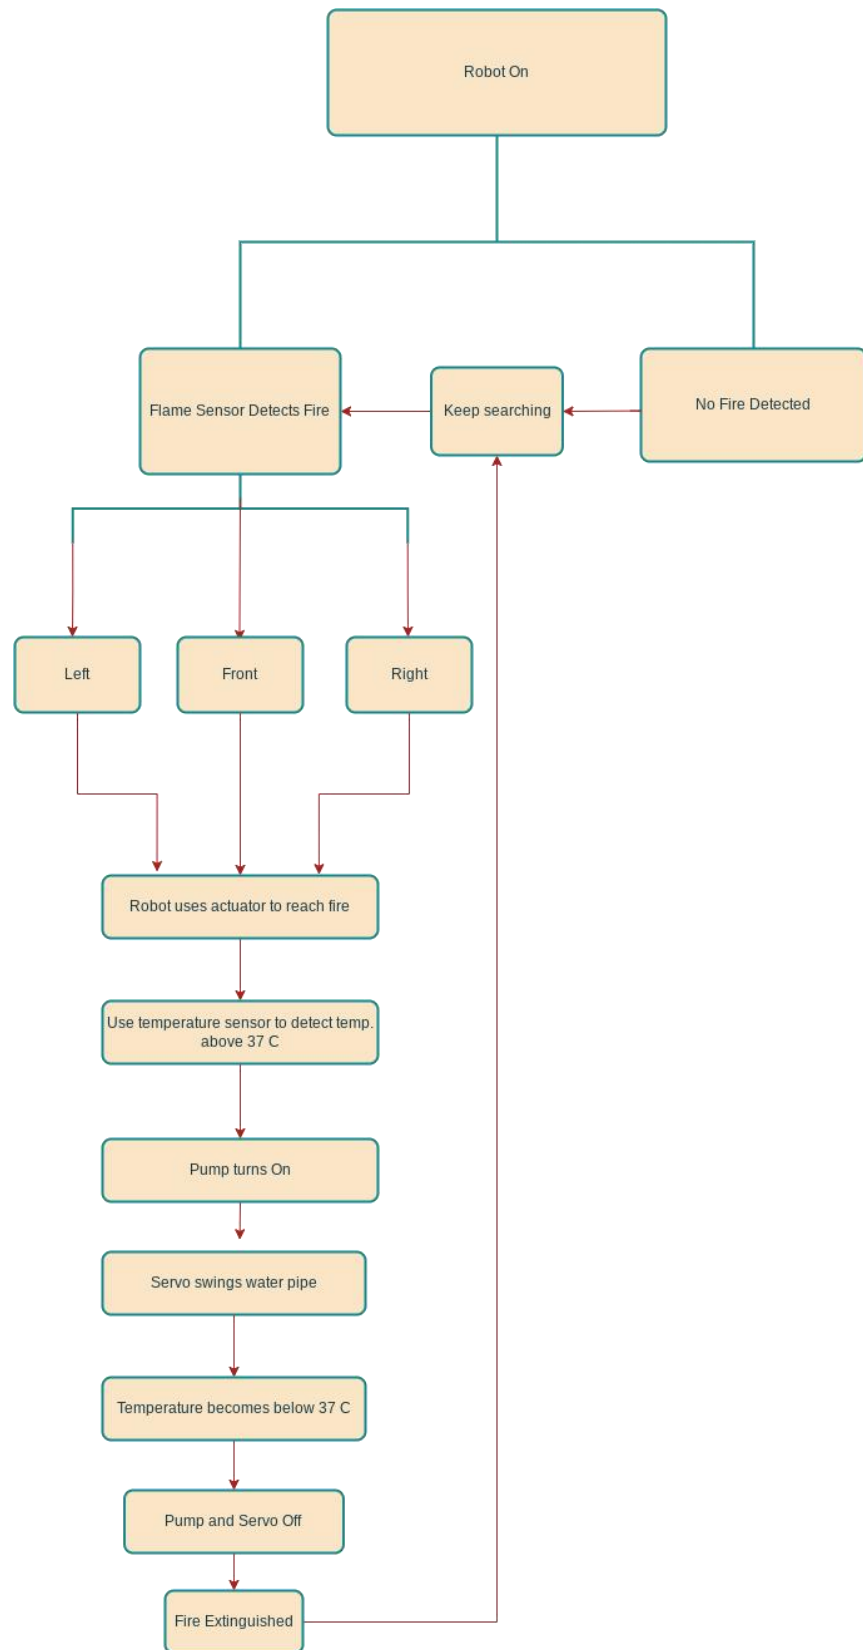 Robot On
Flame Sensor Detects Fire
Keep searching
No Fire Detected
Left
Front
Right
Robot uses actuator to reach fire
Use temperature sensor to detect temp.
above 37 C
Pump turns On
Servo swings water pipe
Temperature becomes below 37 C
Pump and Servo Off
Fire Extinguished